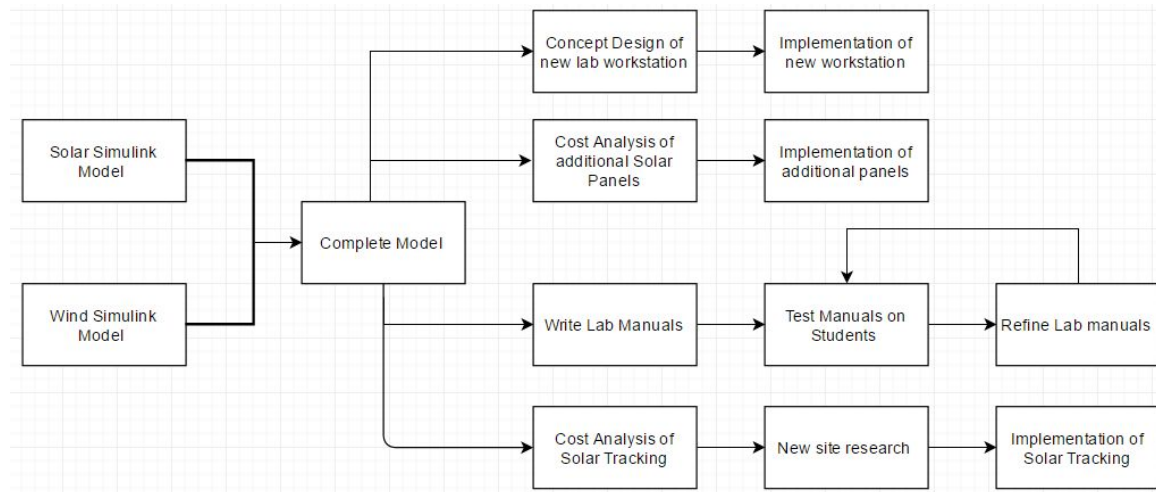 Concept Design of
new lab workstation
Implementation of
new workstation
Solar Simulink
Model
Cost Analysis of
additional Solar
Panels
Implementation of
additional panels
Complete Model
Wind Simulink
Model
Write Lab Manuals
Test Manuals on
Students
Refine Lab manuals
Cost Analysis of
Solar Tracking
New site research
Implementation of
Solar Tracking